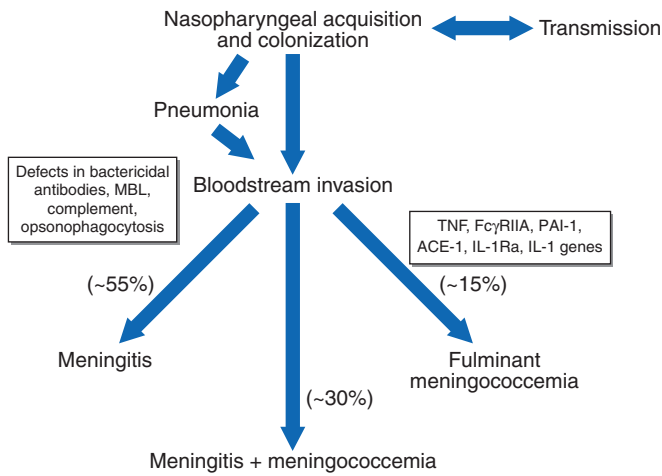 Nasopharyngeal acquisition
and colonization
Transmission
Pneumonia
Defects in bactericidal
antibodies, MBL,
complement,
opsonophagocytosis
Bloodstream invasion
TNF, FcγRIIA, PAI-1,
ACE-1, IL-1Ra, IL-1 genes
(~55%)
(~15%)
Meningitis
Fulminant
meningococcemia
(~30%)
Meningitis + meningococcemia